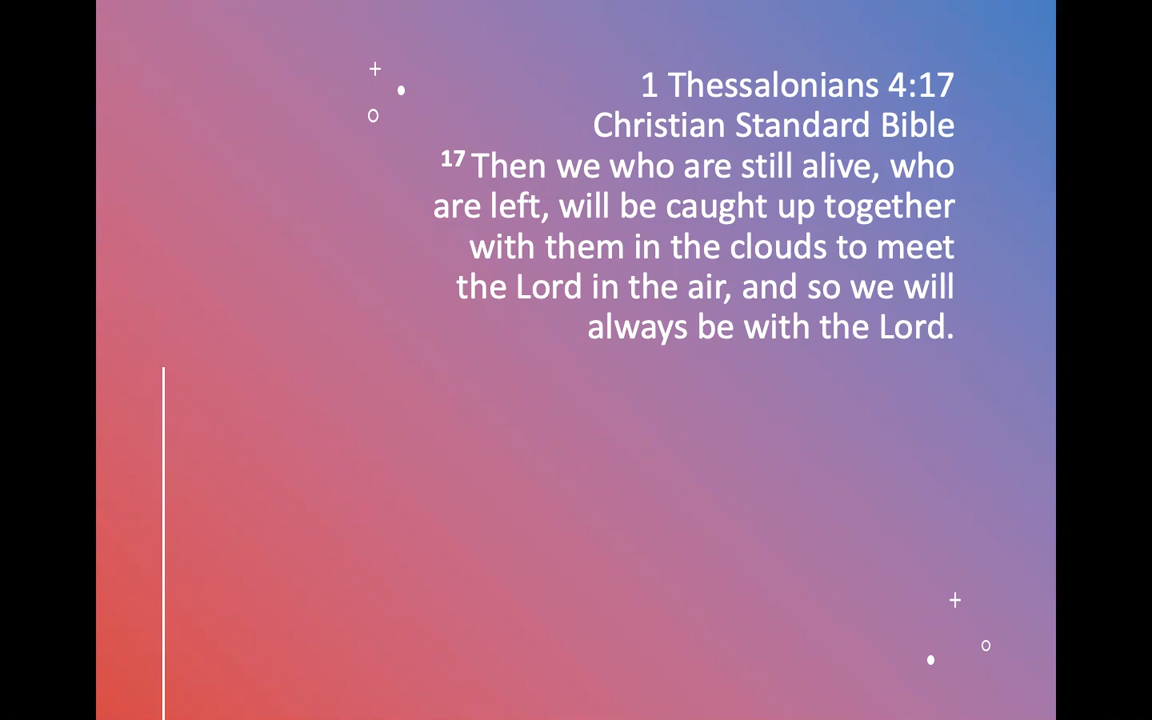 1 Thessalonians 4:17
Christian Standard Bible
17 Then we who are still alive, who
are left, will be caught up together
with them in the clouds to meet
the Lord in the air, and so we will
always be with the Lord.